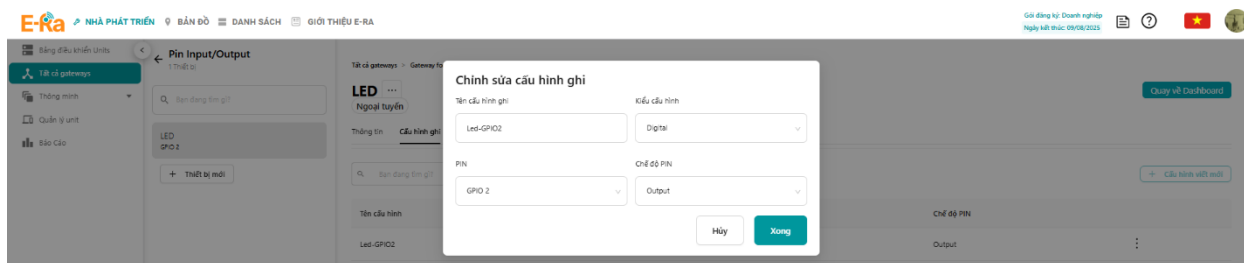 E-Ra NHÀ PHÁT TRIỂN BẢN ĐỒ DANH SÁCH GIỚI THIỆU E-RA
Gói đăng ký: Doanh nghiệp
Ngày kết thúc: 09/08/2025
Bảng điều khiển Units
Tất cả gateways
Thông minh
Quản lý unit
Báo Cáo
Pin Input/Output
1 Thiết bị
Bạn đang tìm gì?
LED
GPIO 2
+ Thiết bị mới
Tất cả gateways > Gateway fo
LED ...
Ngoại tuyến
Quay về Dashboard
Thông tin Cấu hình ghi
Bạn đang tìm gì?
+ Cấu hình viết mới
Tên cấu hình
Chế độ PIN
Led-GPIO2
Output
Chỉnh sửa cấu hình ghi
Tên cấu hình ghi
Kiểu cấu hình
Led-GPIO2
Digital
PIN
Chế độ PIN
GPIO 2
Output
Hủy
Xong